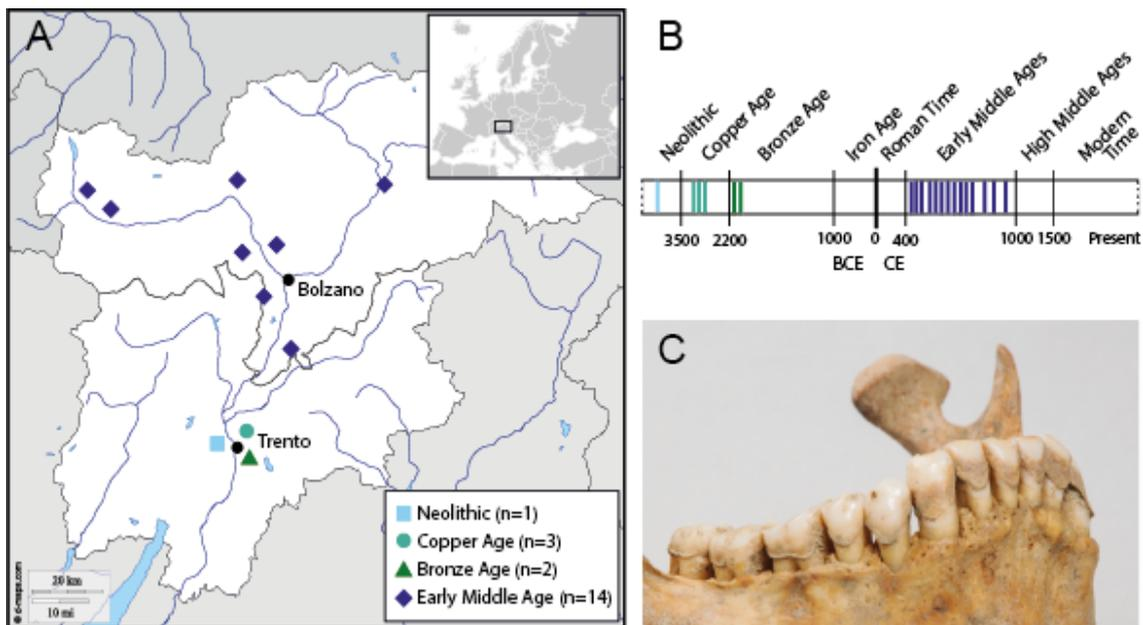 A
Bolzano
Trento
Neolithic (n=1)
Copper Age (n=3)
Bronze Age (n=2)
Early Middle Age (n=14)
20 km
10 mi
© d-maps.com
B
Neolithic
Copper Age
Bronze Age
Iron Age
Roman Time
Early Middle Ages
High Middle Ages
Modern
Time
3500 2200 1000 0 400 1000 1500 Present
BCE CE
C